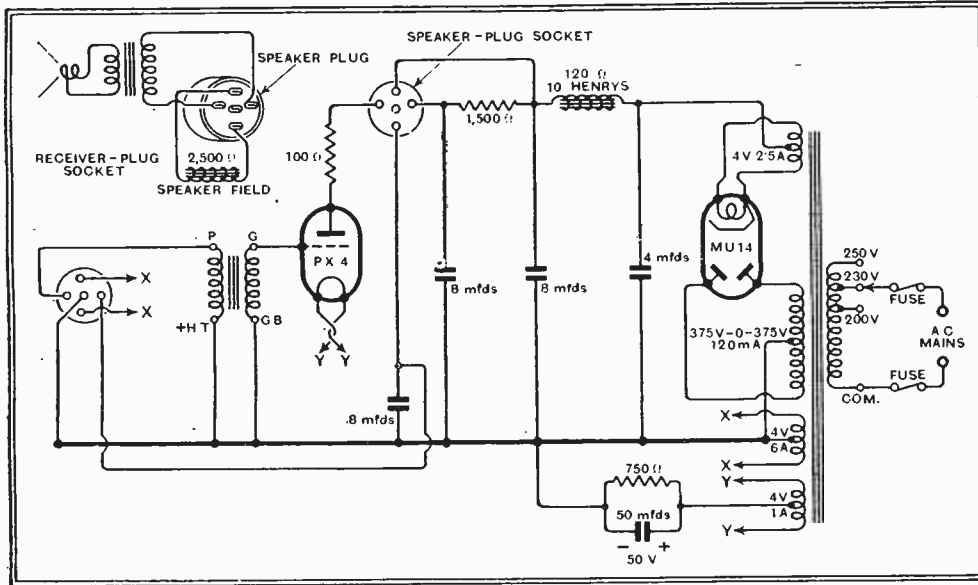 SPEAKER-PLUG SOCKET
SPEAKER PLUG
RECEIVER-PLUG
SOCKET
2,500 Ω
SPEAKER FIELD
100Ω
120 Ω
10 HENRYS
1,500 Ω
4V 2·5A
MU14
PX 4
P
G
+HT
GB
X
X
Y
Y
8 mfds
8 mfds
8 mfds
4 mfds
375V-0-375V
120mA
250V
230V
200V
FUSE
A C
MAINS
FUSE
COM.
X
4V
6A
X
Y
4V
1A
Y
750Ω
50 mfds
- +
50 V